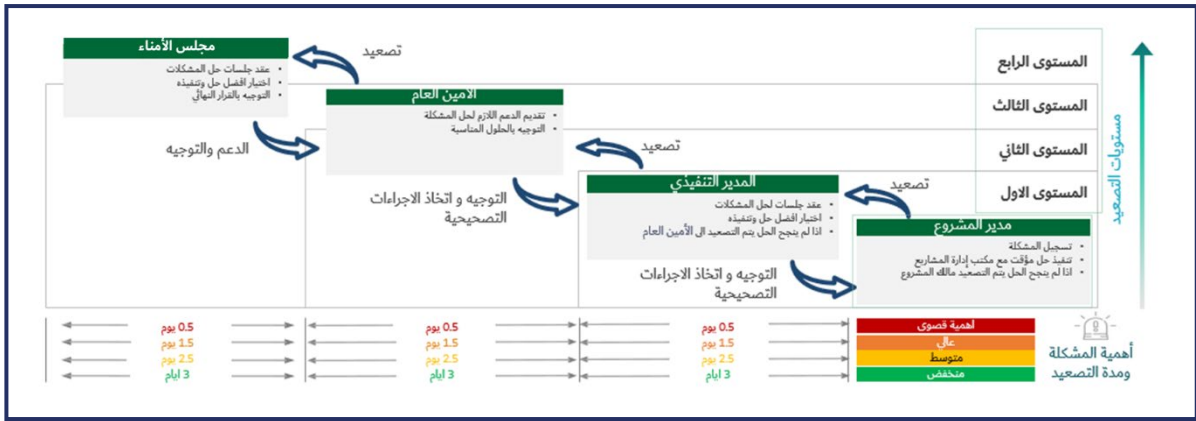 المستوى الرابع
المستوى الثالث
المستوى الثاني
المستوى الاول
مستويات التصعيد
مجلس الأمناء
عقد جلسات حل المشكلات
اختيار افضل حل وتنفيذه
التوجيه بالقرار النهائي
تصعيد
الامين العام
تقديم الدعم اللازم لحل المشكلة
التوجيه بالحلول المناسبة
الدعم والتوجيه
تصعيد
المدير التنفيذي
عقد جلسات لحل المشكلات
اختيار افضل حل وتنفيذه
اذا لم ينجح الحل يتم التصعيد الى الأمين العام
التوجيه و اتخاذ الاجراءات
التصحيحية
تصعيد
مدير المشروع
تسجيل المشكلة
تنفيذ حل مؤقت مع مكتب إدارة المشاريع
اذا لم ينجح الحل يتم التصعيد مالك المشروع
التوجيه و اتخاذ الاجراءات
التصحيحية
أهمية المشكلة
ومدة التصعيد
اهمية قصوى
عالي
متوسط
منخفض
0.5 يوم
1.5 يوم
2.5 يوم
3 ايام
0.5 يوم
1.5 يوم
2.5 يوم
3 ايام
0.5 يوم
1.5 يوم
2.5 يوم
3 ايام